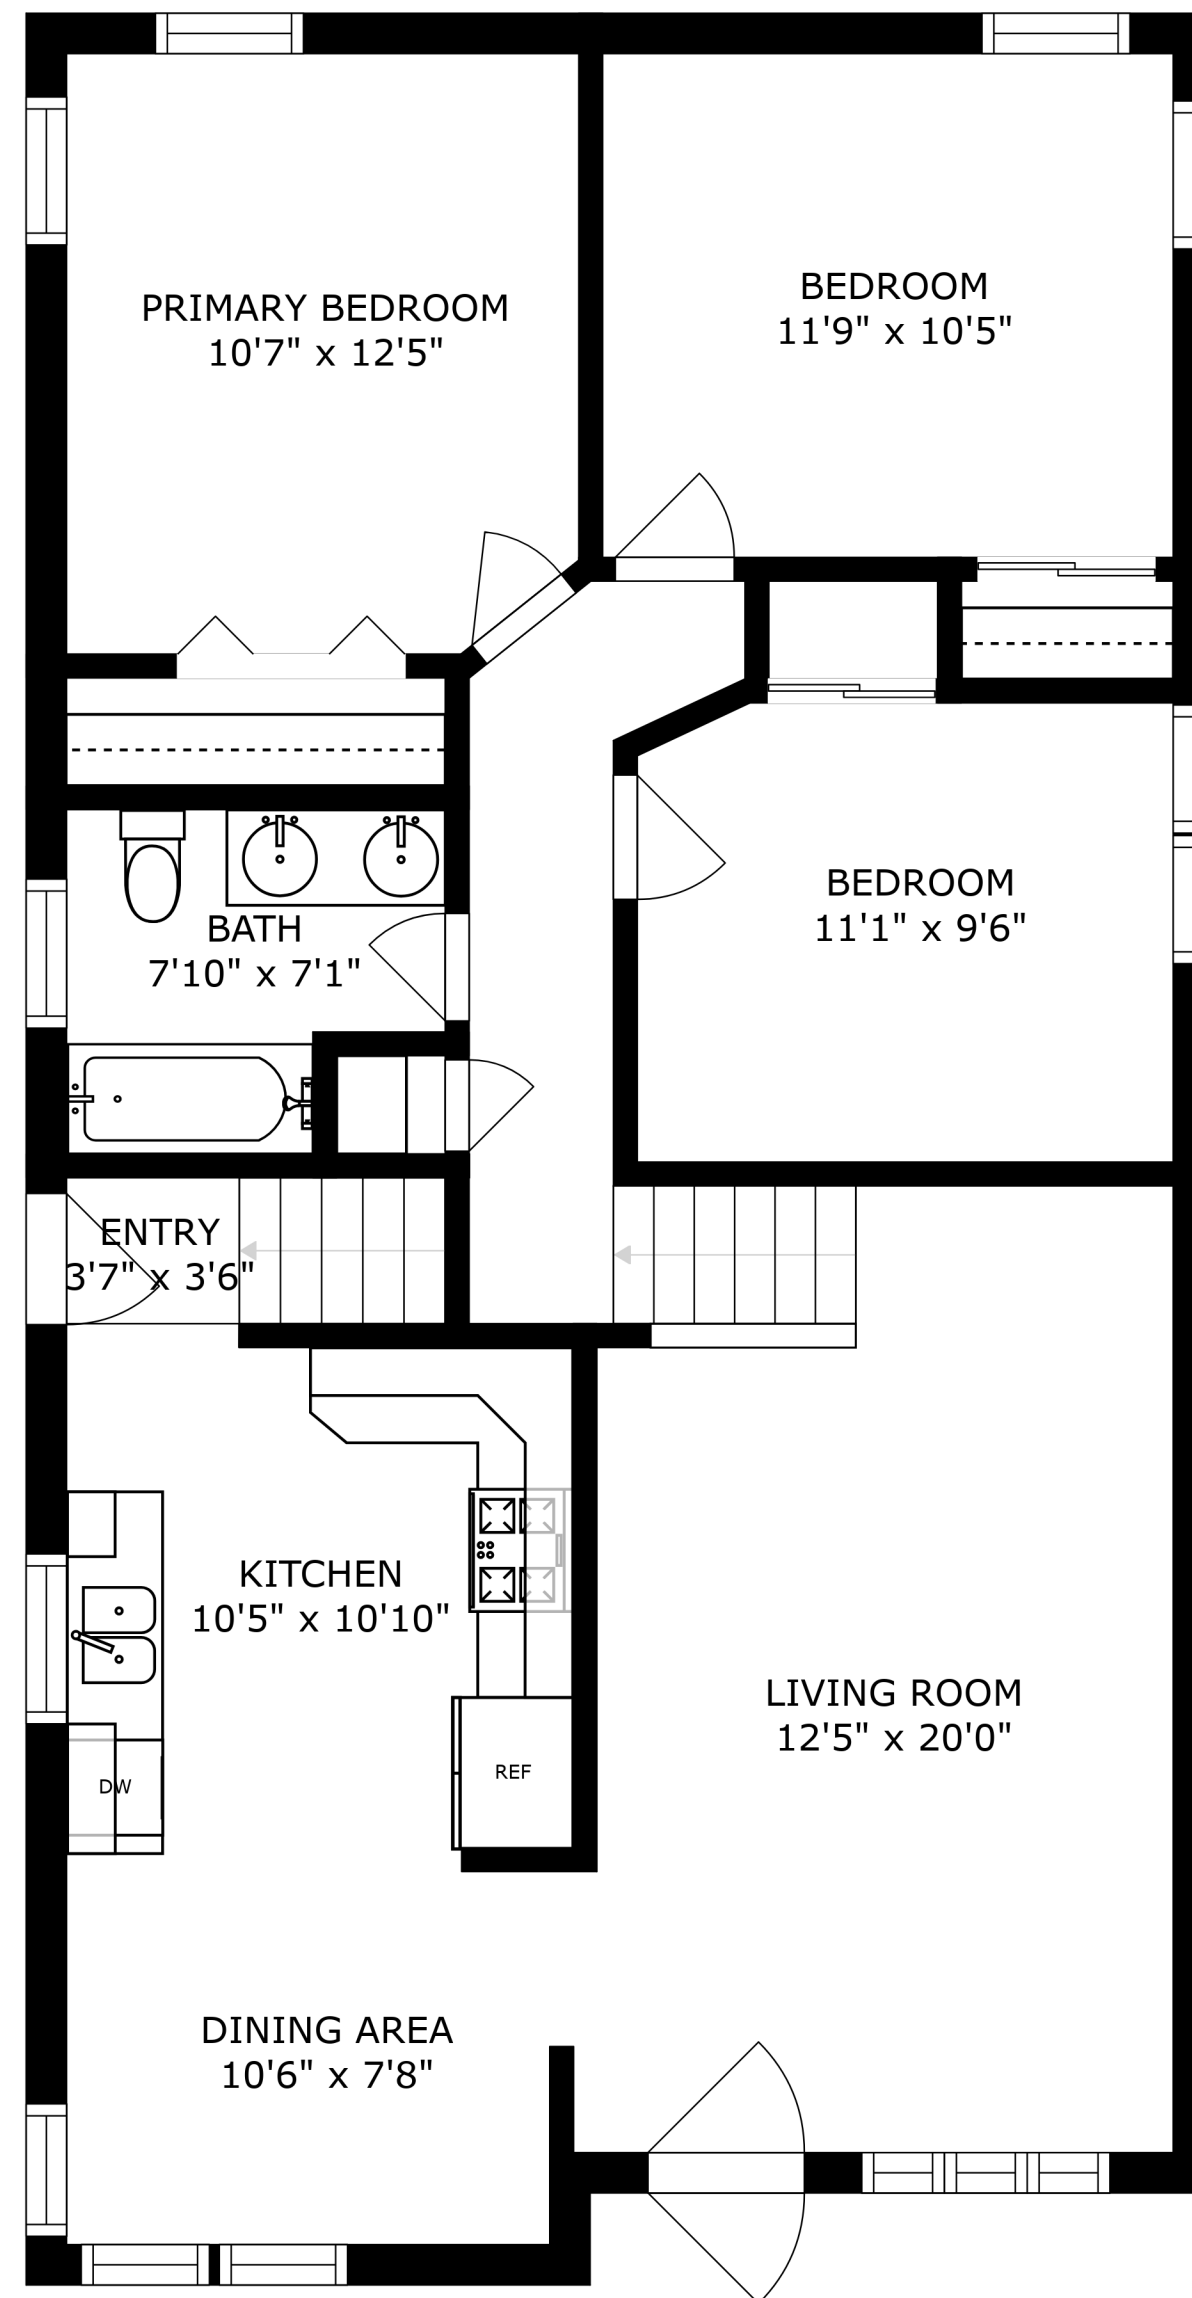 PRIMARY BEDROOM
10'7" x 12'5"
BEDROOM
11'9" x 10'5"
BEDROOM
11'1" x 9'6"
BATH
7'10" x 7'1"
ENTRY
3'7" x 3'6"
KITCHEN
10'5" x 10'10"
LIVING ROOM
12'5" x 20'0"
REF
DW
DINING AREA
10'6" x 7'8"